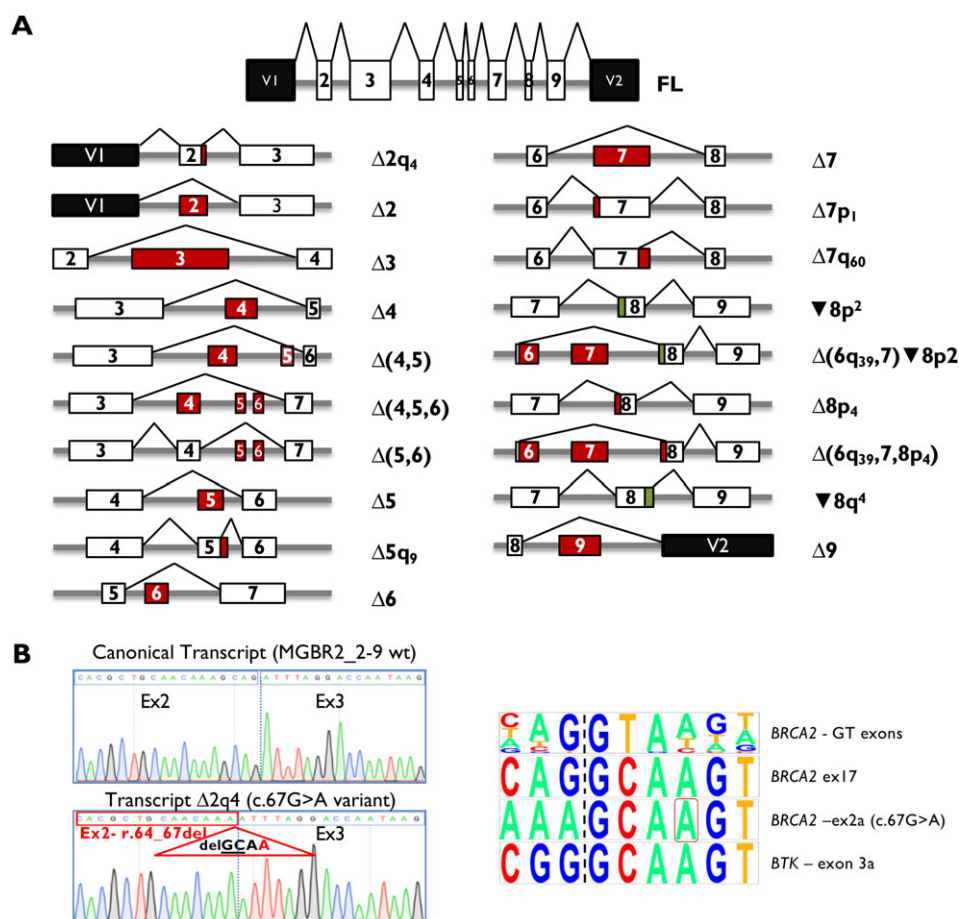 A
V1 2 3 4 5 6 7 8 9 V2 FL
V1 2 3 Δ2q4
V1 2 3 Δ2
2 3 4 Δ3
3 4 5 Δ4
3 4 5 6 Δ(4,5)
3 4 5 6 7 Δ(4,5,6)
3 4 5 6 7 Δ(5,6)
4 5 6 Δ5
4 5 6 Δ5q9
5 6 7 Δ6
6 7 8 Δ7
6 7 8 Δ7p1
6 7 8 Δ7q60
7 8 9 ▼8p²
6 7 8 9 Δ(6q39,7)▼8p2
7 8 9 Δ8p4
6 7 8 9 Δ(6q39,7,8p4)
7 8 9 ▼8q⁴
8 9 V2 Δ9
B
Canonical Transcript (MGBR2_2-9 wt)
CACGCTGCAACAAAGCAGATTTAGGACCAATAAG
Ex2 Ex3
Transcript Δ2q4 (c.67G>A variant)
CACGCTGCAACAAAATTTAGGACCAATAAG
Ex2- r.64_67del Ex3
delGCAA
CAGGTAAGT BRCA2 - GT exons
CAGGCAAGT BRCA2 ex17
AAAGCAAGT BRCA2 –ex2a (c.67G>A)
CGGGCAAGT BTK – exon 3a